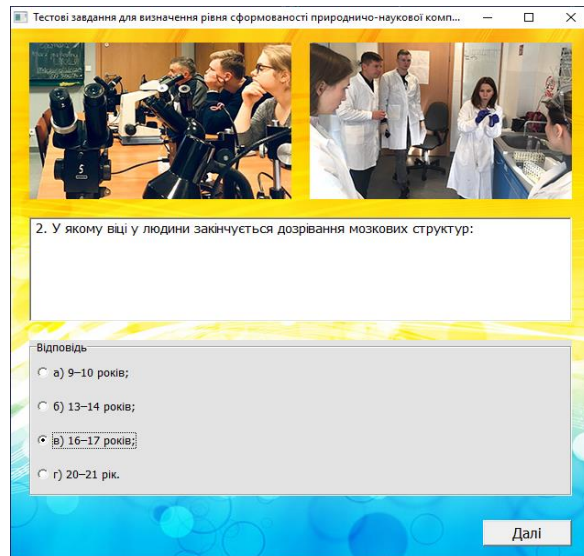 Тестові завдання для визначення рівня сформованості природничо-наукової комп...
2. У якому віці у людини закінчується дозрівання мозкових структур:
Відповідь
а) 9–10 років;
б) 13–14 років;
в) 16–17 років;
г) 20–21 рік.
Далі